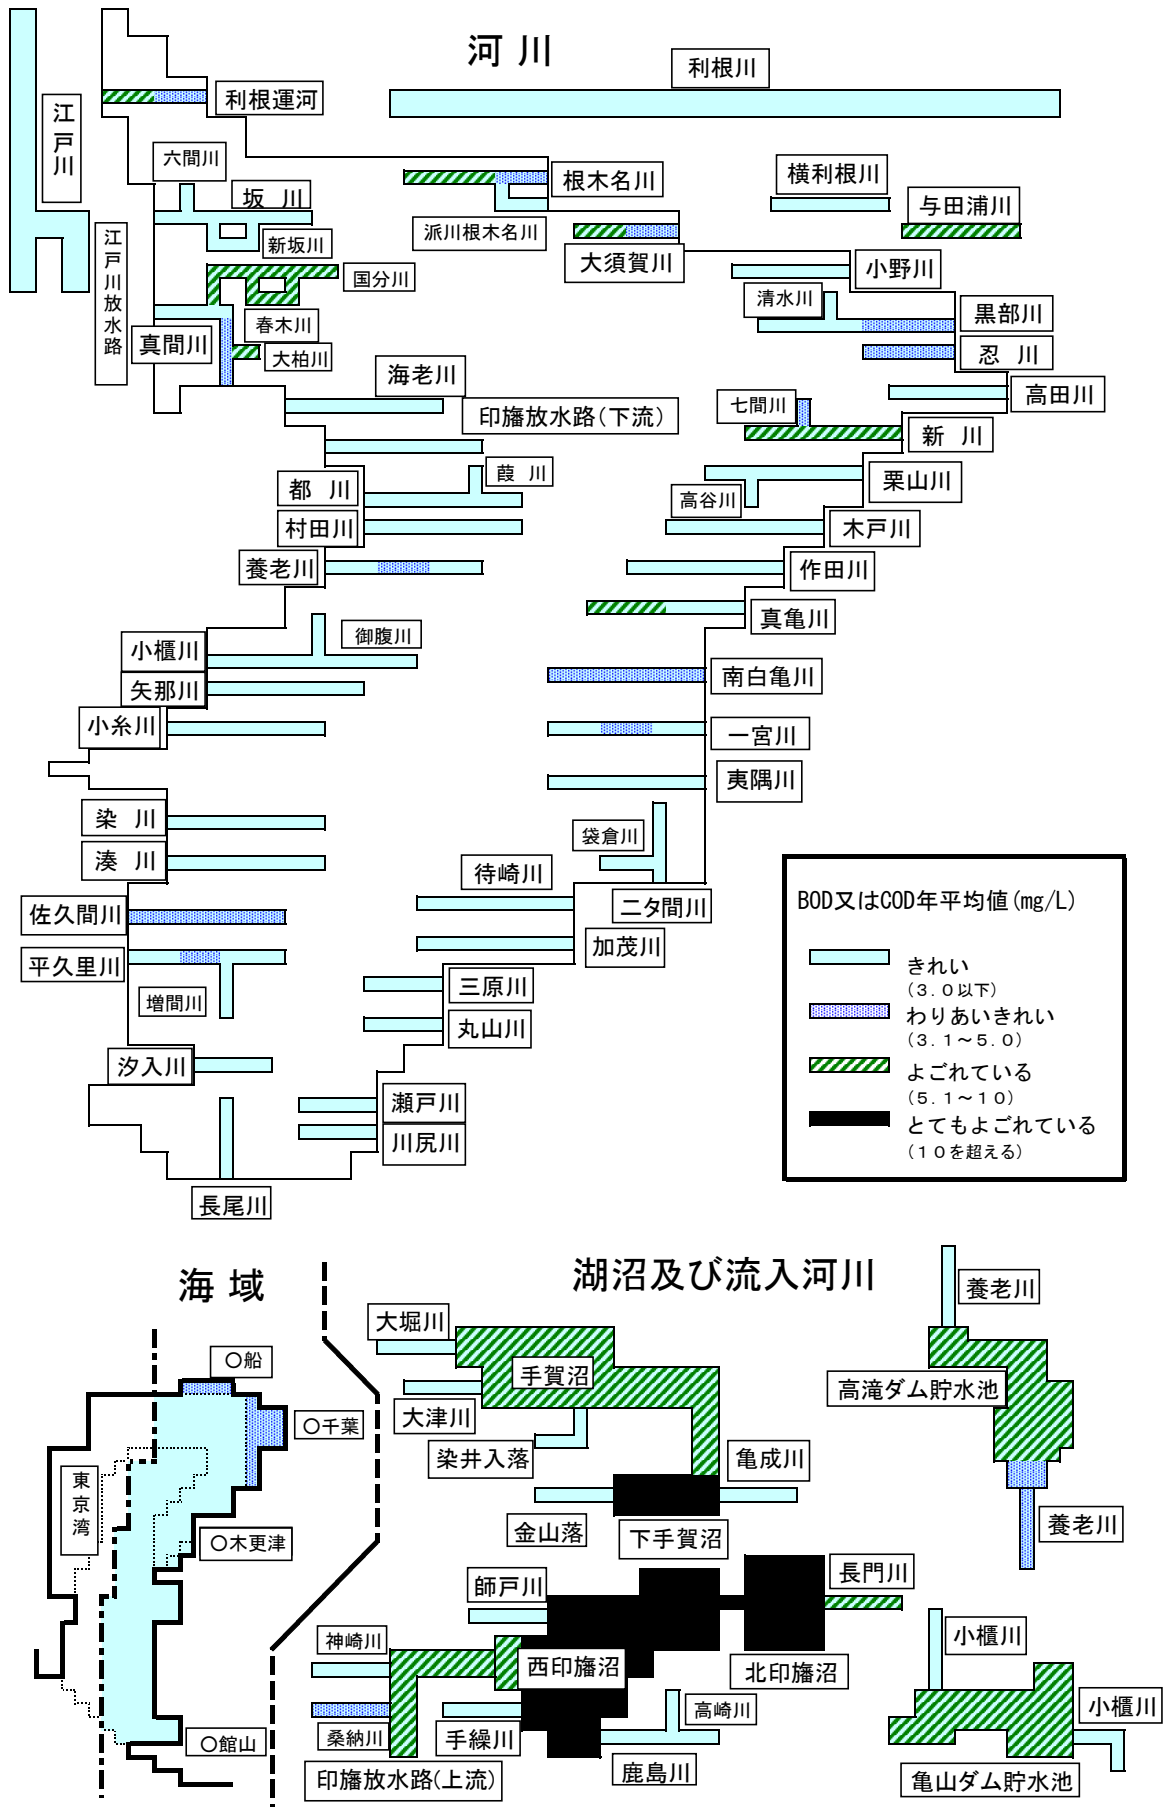 河 川
利根川
江戸川
利根運河
六間川
坂 川
根木名川
横利根川
与田浦川
派川根木名川
江戸川放水路
新坂川
大須賀川
小野川
国分川
清水川
黒部川
春木川
真間川
大柏川
忍 川
海老川
高田川
七間川
印旛放水路(下流)
新 川
葭 川
都 川
高谷川
栗山川
村田川
木戸川
養老川
作田川
真亀川
小櫃川
御腹川
矢那川
南白亀川
小糸川
一宮川
夷隅川
染 川
袋倉川
湊 川
待崎川
二タ間川
佐久間川
加茂川
平久里川
増間川
三原川
丸山川
汐入川
瀬戸川
川尻川
長尾川
BOD又はCOD年平均値(mg/L)
きれい
(3.0以下)
わりあいきれい
(3.1~5.0)
よごれている
(5.1~10)
とてもよごれている
(10を超える)
海 域
〇船
〇千葉
東京湾
〇木更津
〇館山
湖沼及び流入河川
大堀川
手賀沼
大津川
染井入落
亀成川
金山落
下手賀沼
養老川
高滝ダム貯水池
養老川
師戸川
長門川
神崎川
西印旛沼
北印旛沼
桑納川
手繰川
高崎川
印旛放水路(上流)
鹿島川
小櫃川
小櫃川
亀山ダム貯水池